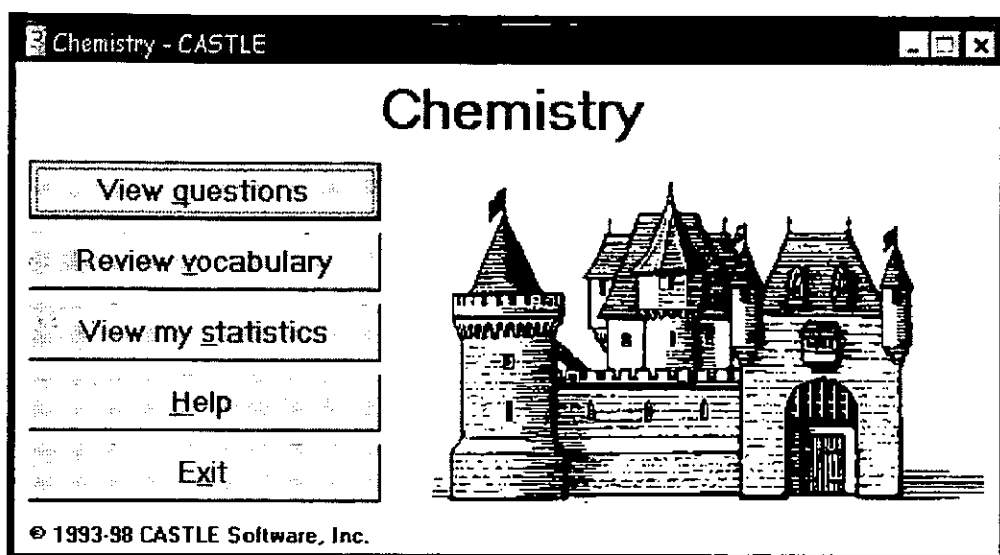 Chemistry - CASTLE
Chemistry
View questions
Review vocabulary
View my statistics
Help
Exit
© 1993-98 CASTLE Software, Inc.